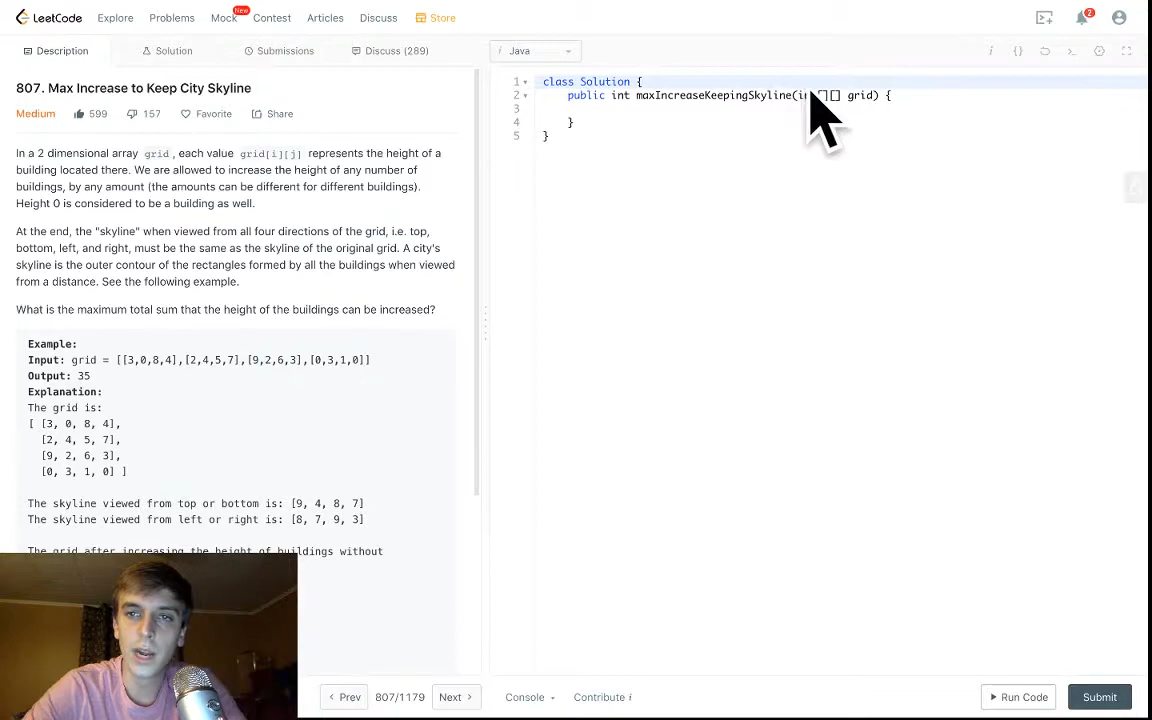 LeetCode Explore Problems Mock New Contest Articles Discuss Store 2
Description Solution Submissions Discuss (289) i Java
807. Max Increase to Keep City Skyline
Medium 599 157 Favorite Share
In a 2 dimensional array grid, each value grid[i][j] represents the height of a
building located there. We are allowed to increase the height of any number of
buildings, by any amount (the amounts can be different for different buildings).
Height 0 is considered to be a building as well.
At the end, the "skyline" when viewed from all four directions of the grid, i.e. top,
bottom, left, and right, must be the same as the skyline of the original grid. A city's
skyline is the outer contour of the rectangles formed by all the buildings when viewed
from a distance. See the following example.
What is the maximum total sum that the height of the buildings can be increased?
Example:
Input: grid = [[3,0,8,4],[2,4,5,7],[9,2,6,3],[0,3,1,0]]
Output: 35
Explanation:
The grid is:
[ [3, 0, 8, 4],
[2, 4, 5, 7],
[9, 2, 6, 3],
[0, 3, 1, 0] ]
The skyline viewed from top or bottom is: [9, 4, 8, 7]
The skyline viewed from left or right is: [8, 7, 9, 3]
The grid after increasing the height of buildings without
1 class Solution {
2 public int maxIncreaseKeepingSkyline( [][] grid) {
3
4 }
5 }
Prev 807/1179 Next Console Contribute i Run Code Submit